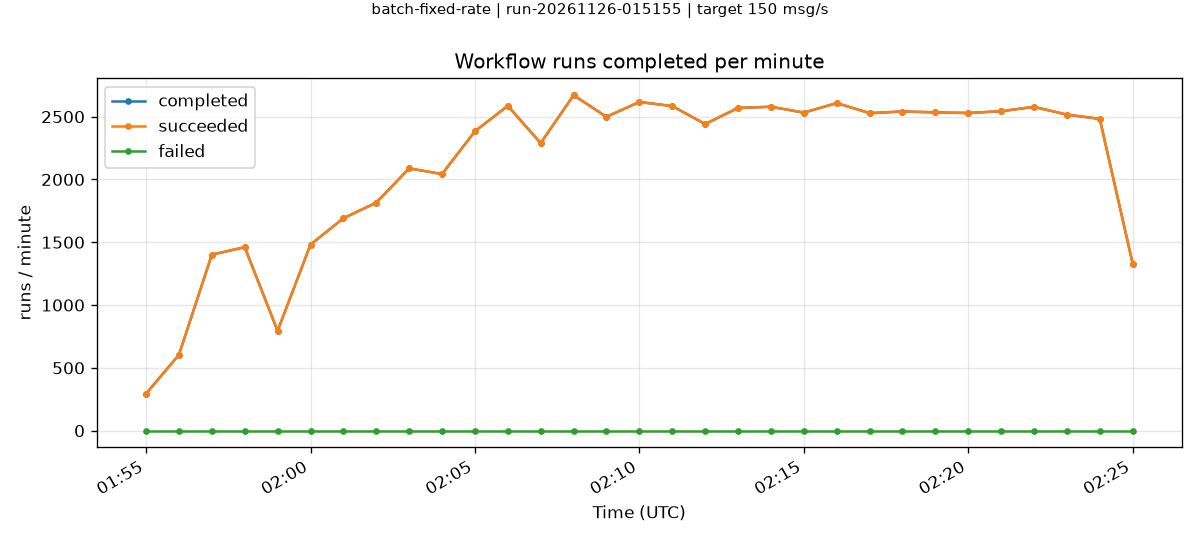 batch-fixed-rate | run-20261126-015155 | target 150 msg/s
Workflow runs completed per minute
completed
succeeded
failed
2500
2000
1500
1000
500
0
runs / minute
01:55
02:00
02:05
02:10
02:15
02:20
02:25
Time (UTC)